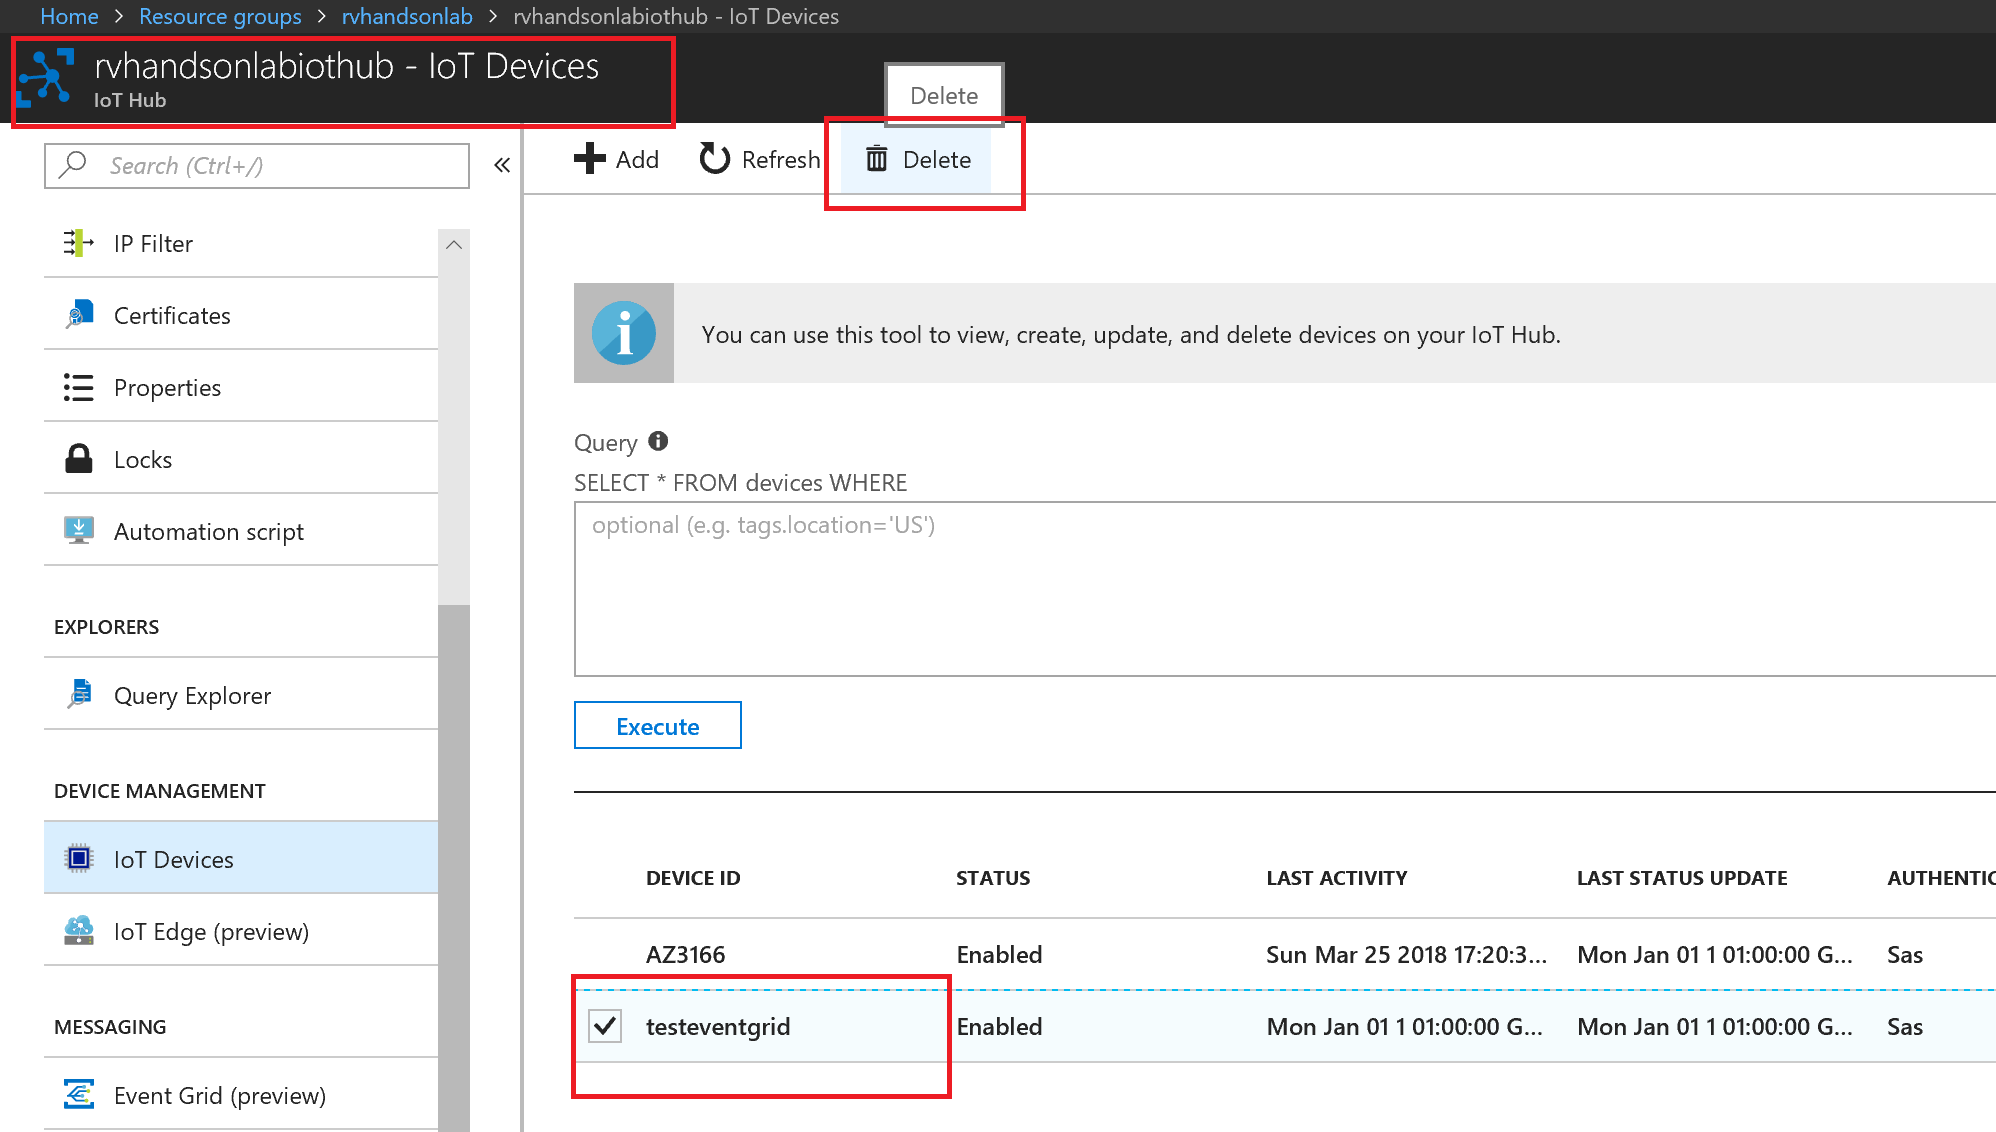 Home > Resource groups > rvhandsonlab > rvhandsonlabiothub - IoT Devices
rvhandsonlabiothub - IoT Devices
IoT Hub
Delete
Search (Ctrl+/)
«
Add
Refresh
Delete
IP Filter
Certificates
Properties
Locks
Automation script
EXPLORERS
Query Explorer
DEVICE MANAGEMENT
IoT Devices
IoT Edge (preview)
MESSAGING
Event Grid (preview)
You can use this tool to view, create, update, and delete devices on your IoT Hub.
Query
SELECT * FROM devices WHERE
optional (e.g. tags.location='US')
Execute
DEVICE ID STATUS LAST ACTIVITY LAST STATUS UPDATE AUTHENTIC
AZ3166 Enabled Sun Mar 25 2018 17:20:3... Mon Jan 01 1 01:00:00 G... Sas
testeventgrid Enabled Mon Jan 01 1 01:00:00 G... Mon Jan 01 1 01:00:00 G... Sas